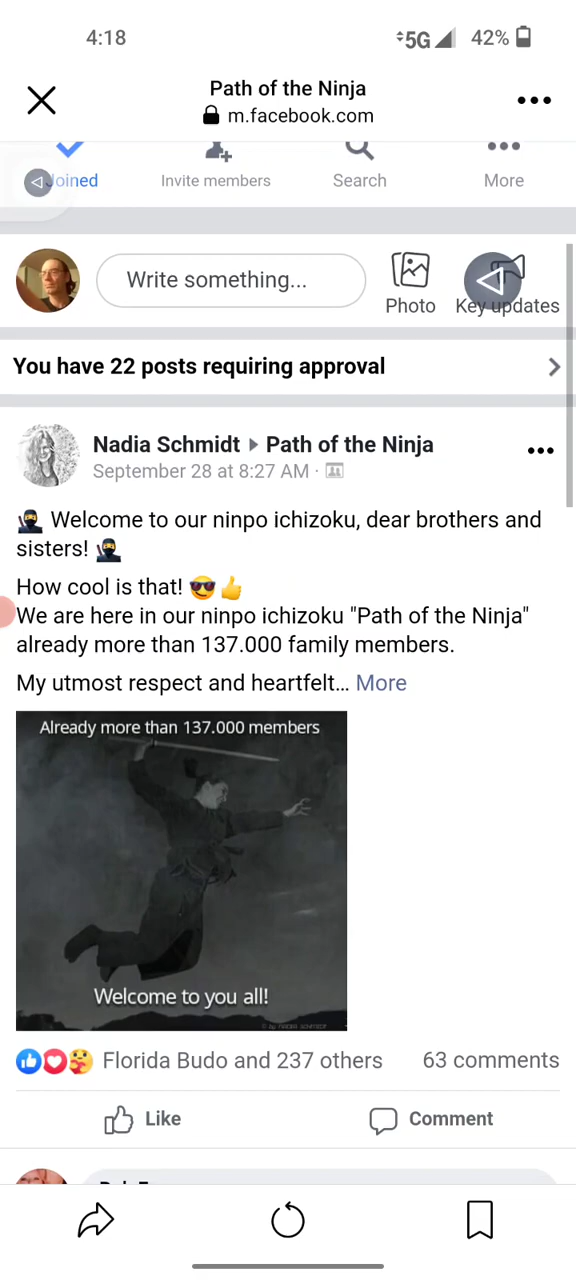 4:18
5G
42%
Path of the Ninja
m.facebook.com
Joined
Invite members
Search
More
Write something...
Photo
Key updates
You have 22 posts requiring approval
Nadia Schmidt ▸ Path of the Ninja
September 28 at 8:27 AM ·
🥷 Welcome to our ninpo ichizoku, dear brothers and
sisters! 🥷
How cool is that! 😎👍
We are here in our ninpo ichizoku "Path of the Ninja"
already more than 137.000 family members.
My utmost respect and heartfelt... More
Already more than 137.000 members
Welcome to you all!
© by NADIA SCHMIDT
Florida Budo and 237 others
63 comments
Like
Comment